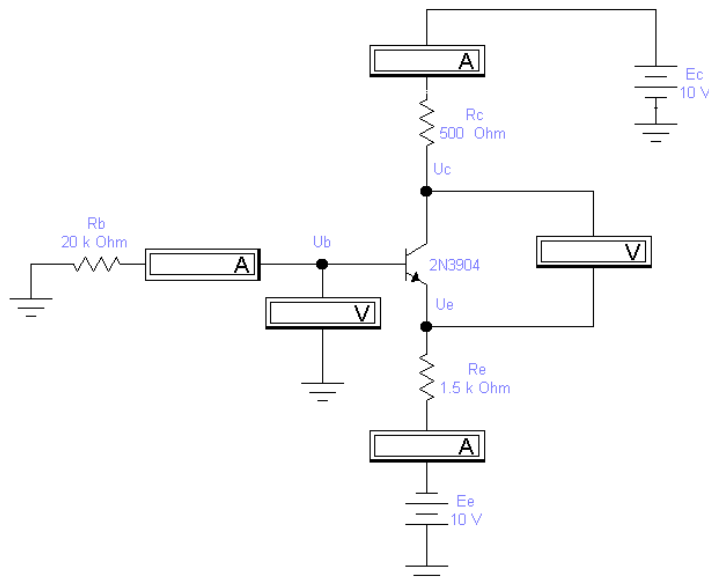 A
Ec
10 V
Rc
500 Ohm
Uc
Rb
20 k Ohm
A
Ub
2N3904
V
V
Ue
Re
1.5 k Ohm
A
Ee
10 V